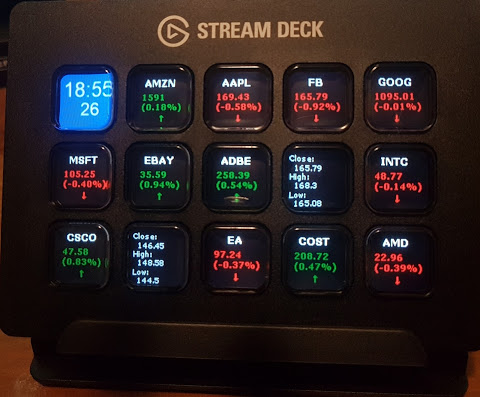 STREAM DECK
18:55
26
AMZN
1591
(0.18%)
↑
AAPL
169.43
(-0.58%)
↓
FB
165.79
(-0.92%)
↓
GOOG
1095.01
(-0.01%)
↓
MSFT
105.25
(-0.40%)
↓
EBAY
35.59
(0.94%)
↑
ADBE
258.39
(0.54%)
Close:
165.79
High:
168.3
Low:
165.08
INTC
48.77
(-0.14%)
↓
CSCO
47.58
(0.83%)
↑
Close:
146.45
High:
148.58
Low:
144.5
EA
97.24
(-0.37%)
↓
COST
208.72
(0.47%)
↑
AMD
22.96
(-0.39%)
↓